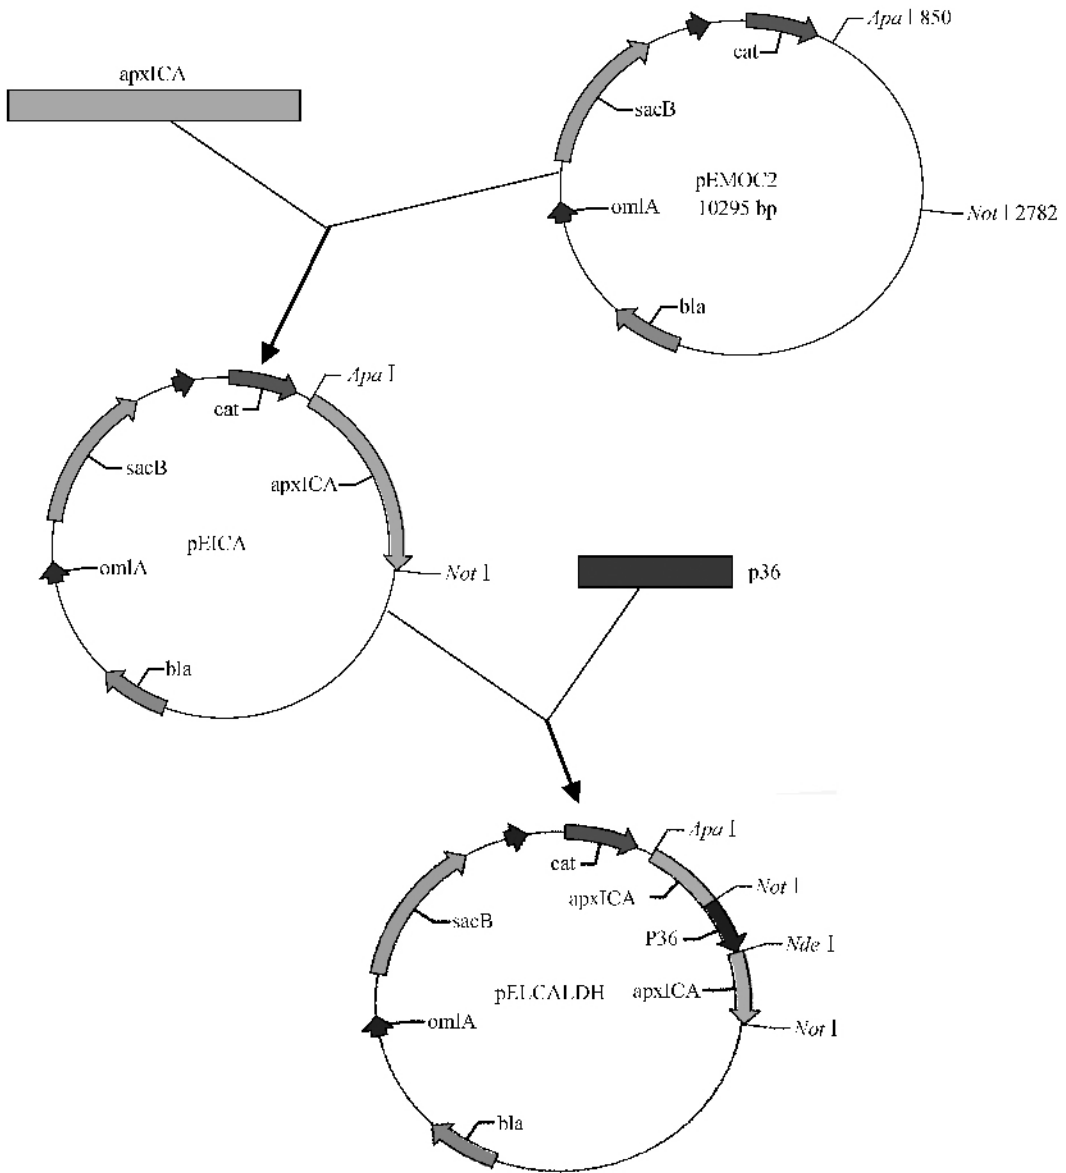 apxICA
Apa I 850
cat
sacB
pEMOC2
10295 bp
omlA
Not I 2782
bla
Apa I
cat
sacB
apxICA
pEICA
omlA
Not I
p36
bla
Apa I
cat
apxICA
Not I
sacB
P36
Nde I
pELCALDH
apxICA
omlA
Not I
bla